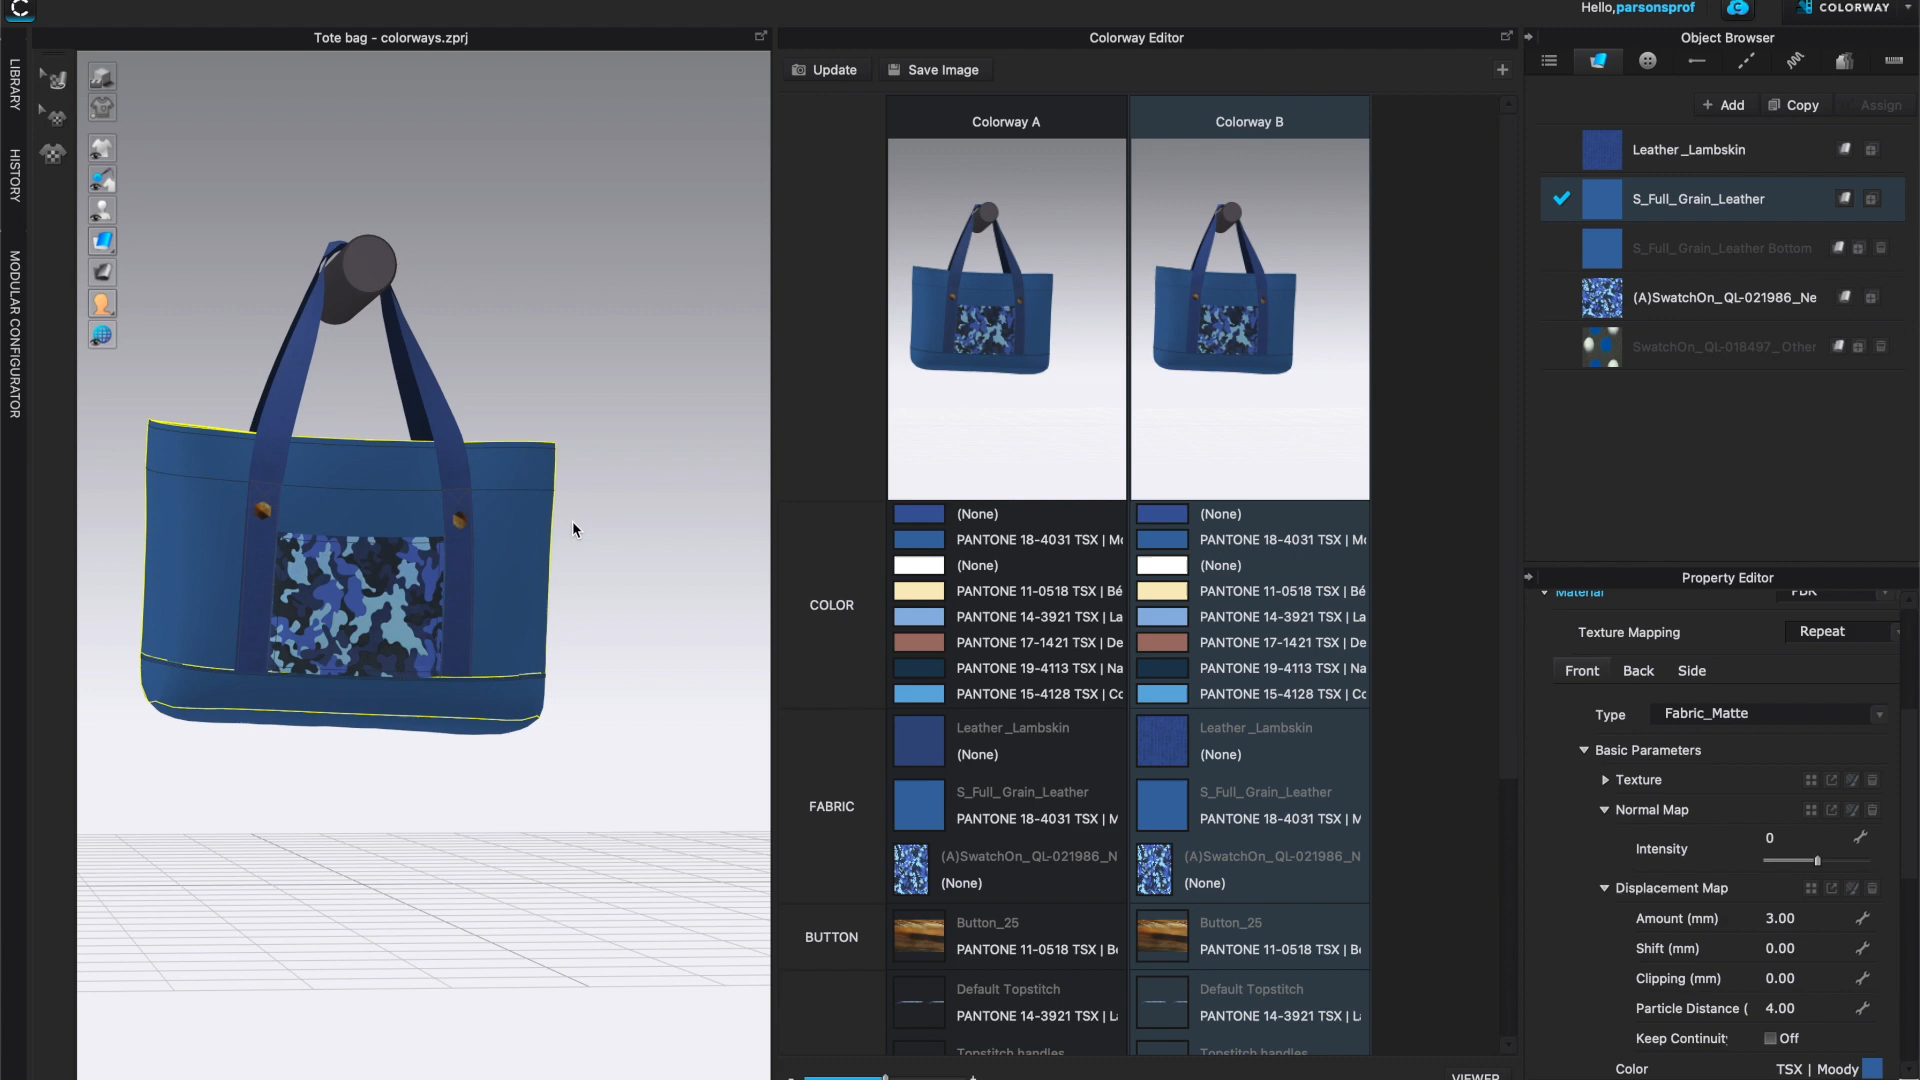 Hello,parsonsprof
COLORWAY
Tote bag - colorways.zprj
Colorway Editor
Object Browser
LIBRARY
HISTORY
MODULAR CONFIGURATOR
Update
Save Image
Add
Copy
Assign
Colorway A
Colorway B
Leather_Lambskin
S_Full_Grain_Leather
S_Full_Grain_Leather Bottom
(A)SwatchOn_QL-021986_Ne
SwatchOn_QL-018497_Other
COLOR
(None)
(None)
PANTONE 18-4031 TSX | Mo
PANTONE 18-4031 TSX | Mo
(None)
(None)
PANTONE 11-0518 TSX | Bé
PANTONE 11-0518 TSX | Bé
PANTONE 14-3921 TSX | La
PANTONE 14-3921 TSX | La
PANTONE 17-1421 TSX | De
PANTONE 17-1421 TSX | De
PANTONE 19-4113 TSX | Na
PANTONE 19-4113 TSX | Na
PANTONE 15-4128 TSX | Co
PANTONE 15-4128 TSX | Co
FABRIC
Leather_Lambskin
(None)
Leather_Lambskin
(None)
S_Full_Grain_Leather
PANTONE 18-4031 TSX | M
S_Full_Grain_Leather
PANTONE 18-4031 TSX | M
(A)SwatchOn_QL-021986_N
(None)
(A)SwatchOn_QL-021986_N
(None)
BUTTON
Button_25
PANTONE 11-0518 TSX | Bé
Button_25
PANTONE 11-0518 TSX | Bé
Default Topstitch
PANTONE 14-3921 TSX | La
Default Topstitch
PANTONE 14-3921 TSX | La
Topstitch handles
Topstitch handles
VIEWER
Property Editor
Material
PBR
Texture Mapping
Repeat
Front
Back
Side
Type
Fabric_Matte
Basic Parameters
Texture
Normal Map
Intensity
0
Displacement Map
Amount (mm)
3.00
Shift (mm)
0.00
Clipping (mm)
0.00
Particle Distance (
4.00
Keep Continuit
Off
Color
TSX | Moody